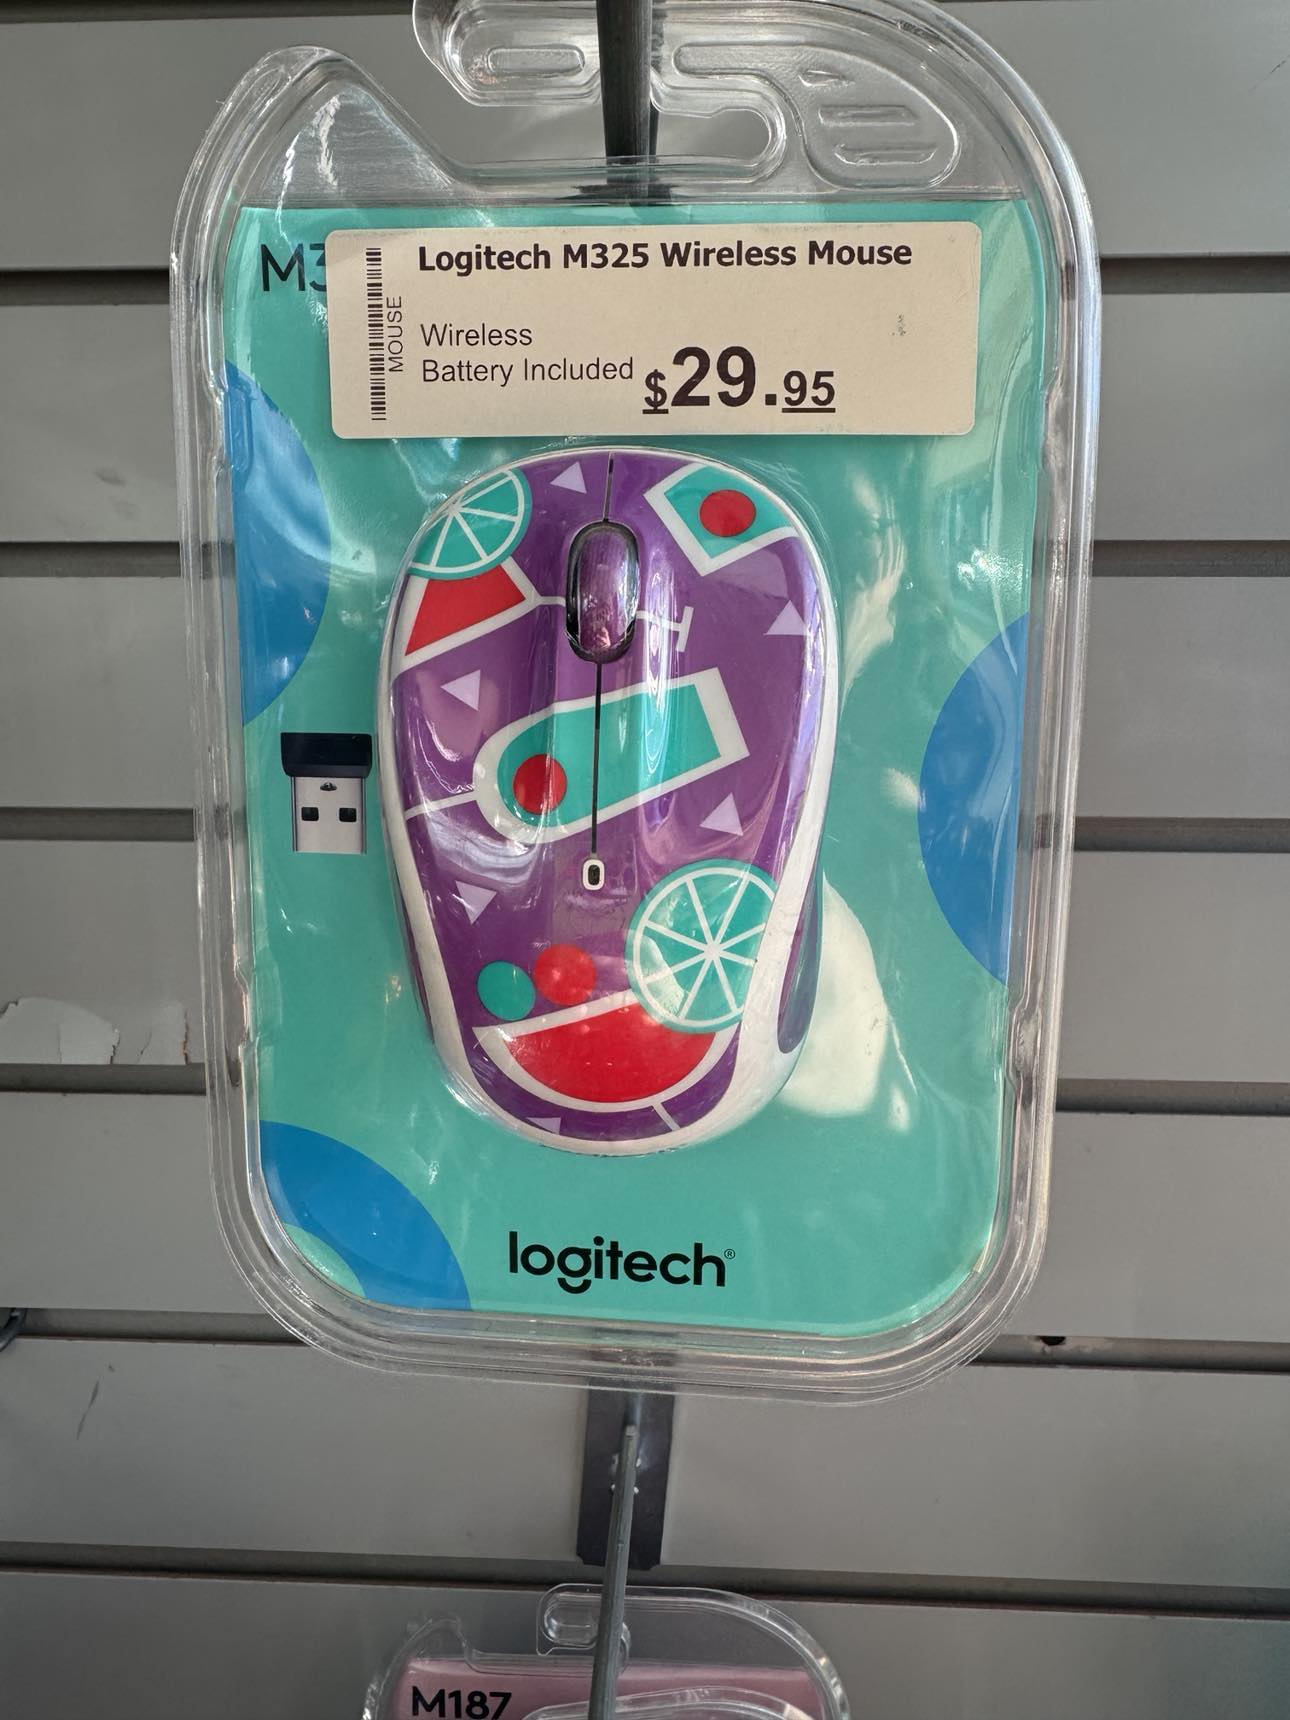 M3
Logitech M325 Wireless Mouse
MOUSE
Wireless
Battery Included $29.95
logitech®
M187